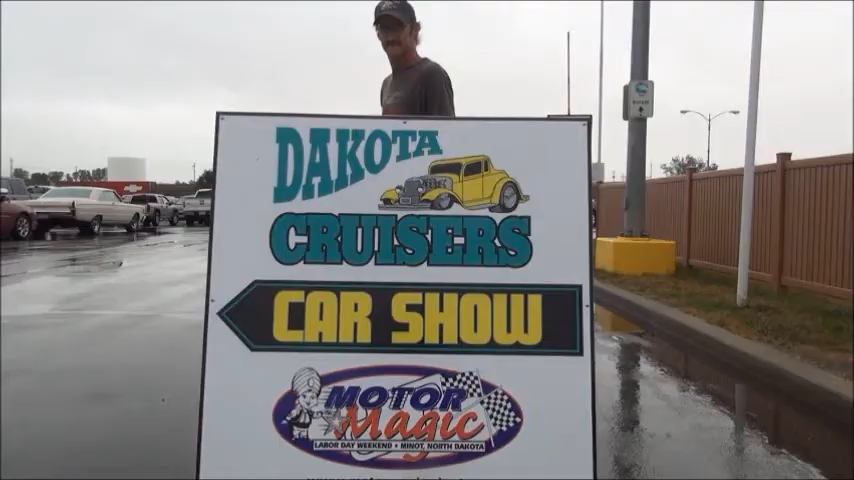 DAKOTA
CRUISERS
CAR SHOW
MOTOR
Magic
LABOR DAY WEEKEND • MINOT, NORTH DAKOTA